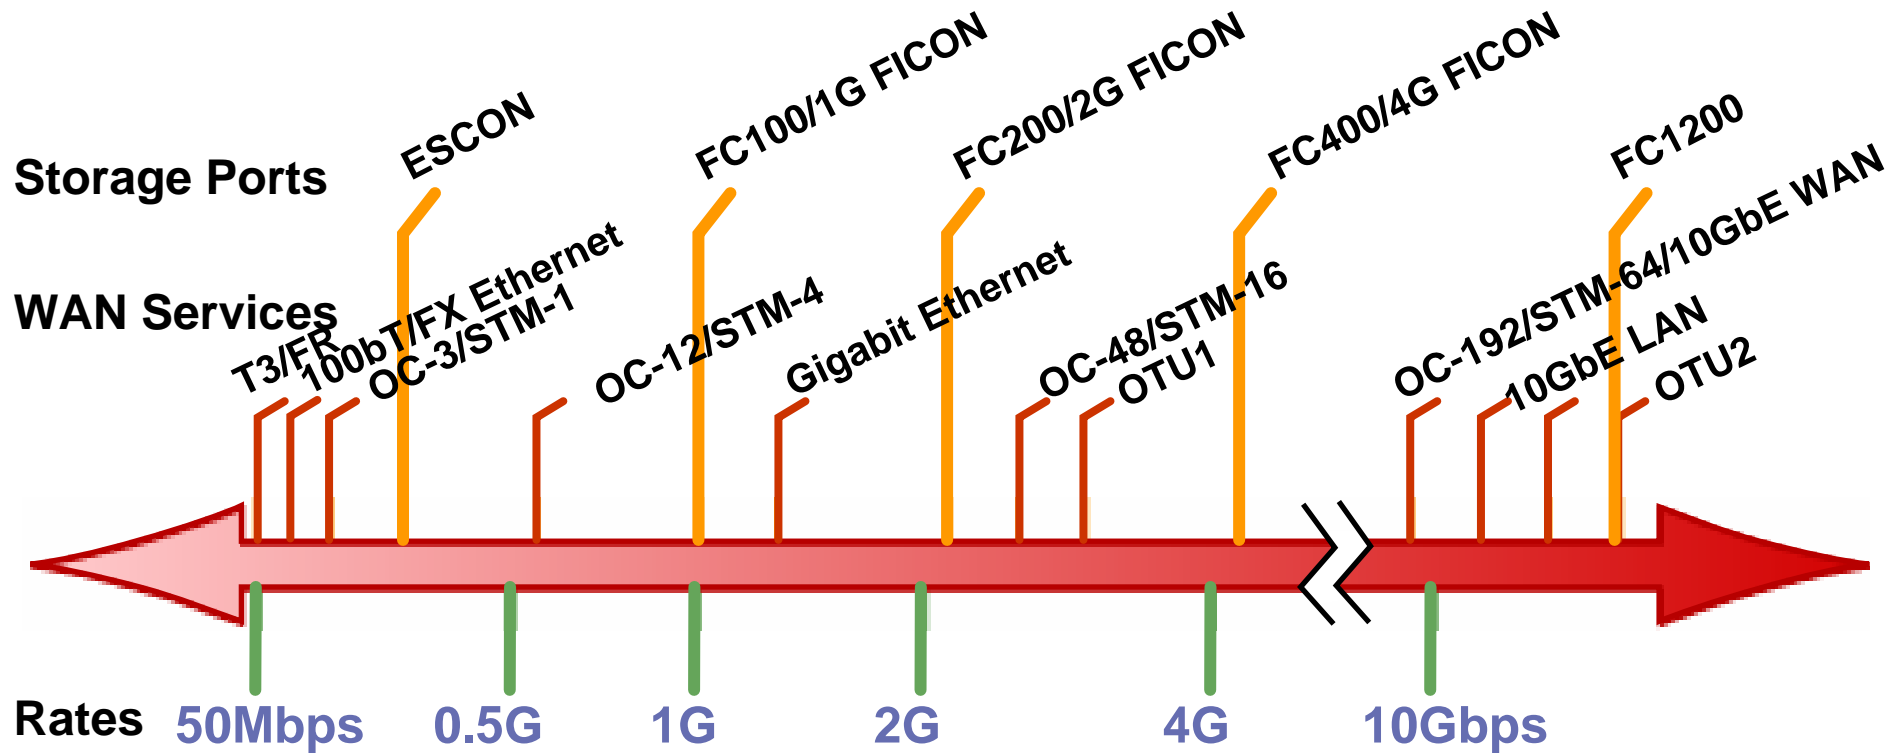 Storage Ports
ESCON
FC100/1G FICON
FC200/2G FICON
FC400/4G FICON
FC1200
WAN Services
T3/FR
100bT/FX Ethernet
OC-3/STM-1
OC-12/STM-4
Gigabit Ethernet
OC-48/STM-16
OTU1
OC-192/STM-64/10GbE WAN
10GbE LAN
OTU2
Rates
50Mbps
0.5G
1G
2G
4G
10Gbps